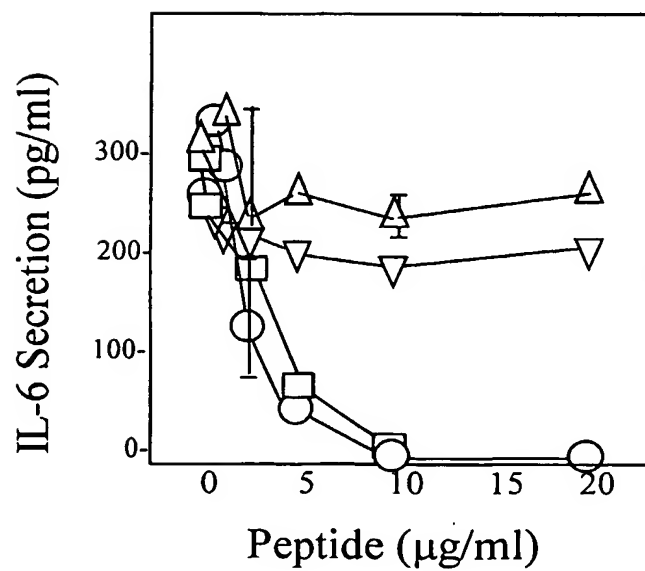 IL-6 Secretion (pg/ml)
300-
200-
100-
0-
0 5 10 15 20
Peptide (μg/ml)